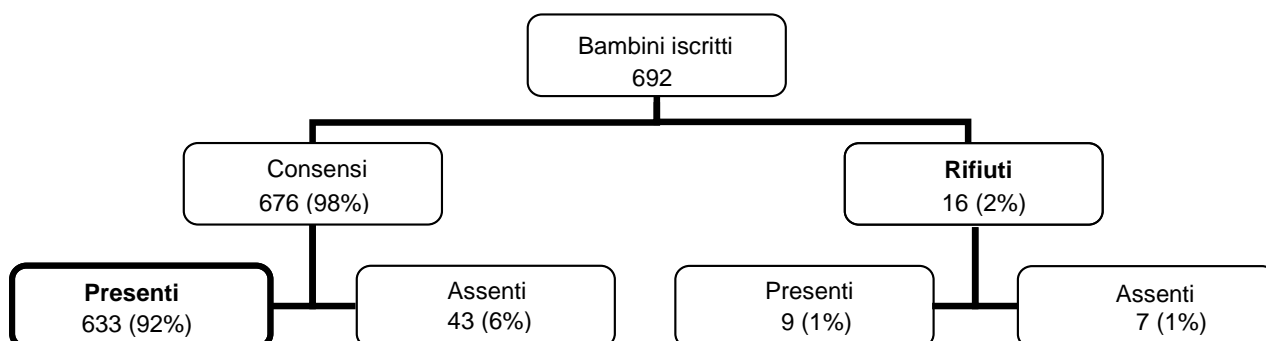 Bambini iscritti
692
Consensi
676 (98%)
Rifiuti
16 (2%)
Presenti
633 (92%)
Assenti
43 (6%)
Presenti
9 (1%)
Assenti
7 (1%)